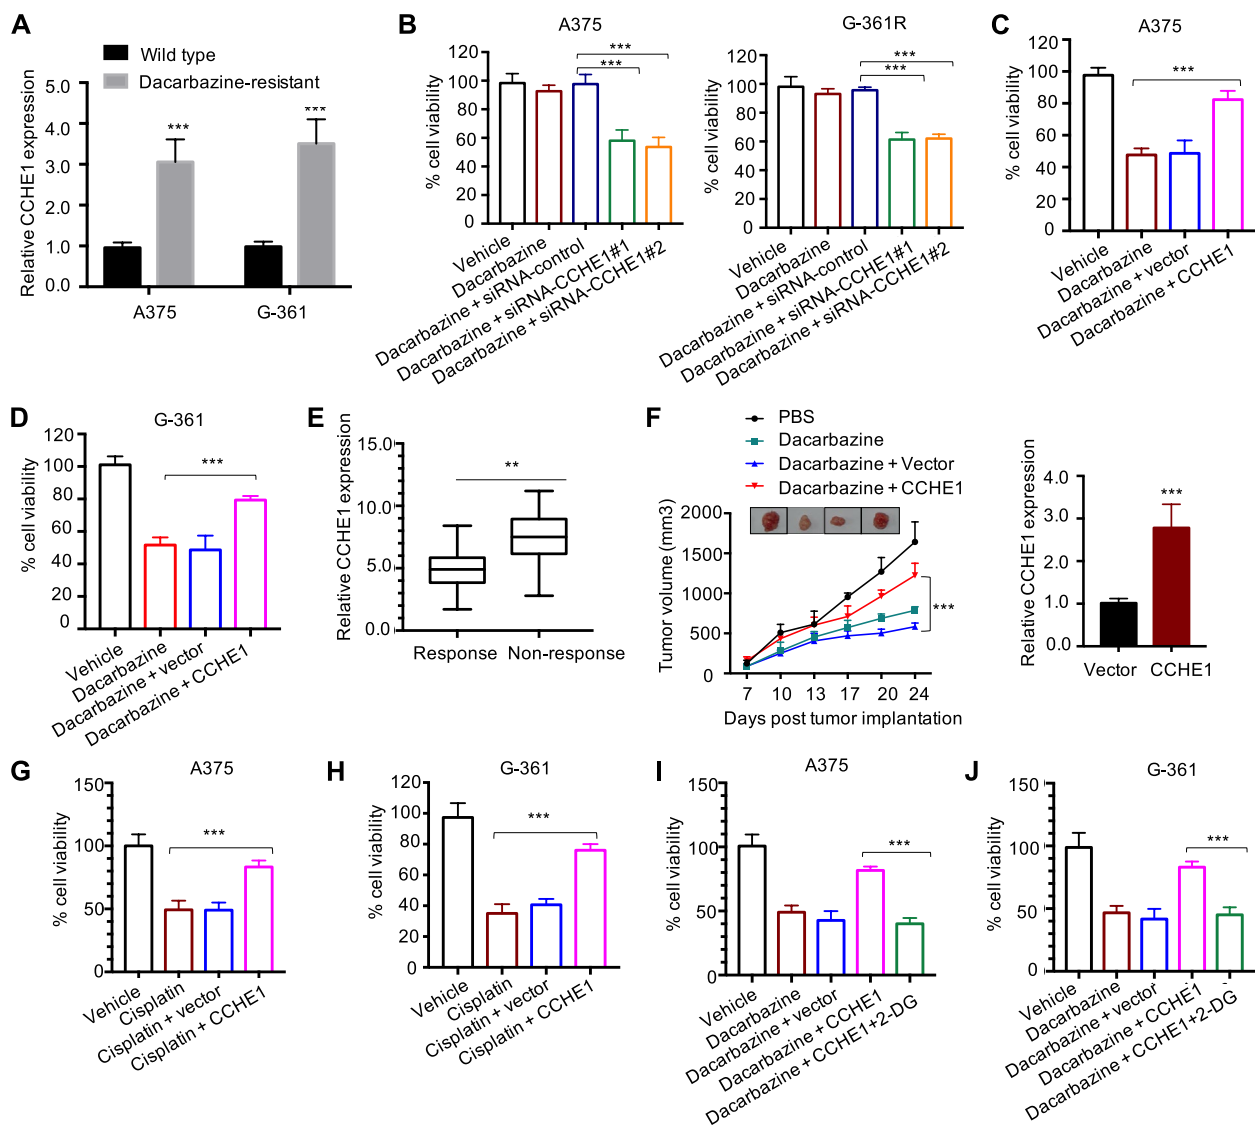 A
Wild type
Dacarbazine-resistant
Relative CCHE1 expression
5.0
4.0
3.0
2.0
1.0
0.0
***
***
A375
G-361
B
A375
% cell viability
120
100
80
60
40
20
0
***
***
Vehicle
Dacarbazine
Dacarbazine + siRNA-control
Dacarbazine + siRNA-CCHE1#1
Dacarbazine + siRNA-CCHE1#2
G-361R
% cell viability
120
100
80
60
40
20
0
***
***
Vehicle
Dacarbazine
Dacarbazine + siRNA-control
Dacarbazine + siRNA-CCHE1#1
Dacarbazine + siRNA-CCHE1#2
C
A375
% cell viability
120
100
80
60
40
20
0
***
Vehicle
Dacarbazine
Dacarbazine + vector
Dacarbazine + CCHE1
D
G-361
% cell viability
120
100
80
60
40
20
0
***
Vehicle
Dacarbazine
Dacarbazine + vector
Dacarbazine + CCHE1
E
Relative CCHE1 expression
15.0
10.0
5.0
0.0
**
Response
Non-response
F
PBS
Dacarbazine
Dacarbazine + Vector
Dacarbazine + CCHE1
Tumor volume (mm3)
2000
1500
1000
500
0
***
7
10
13
17
20
24
Days post tumor implantation
Relative CCHE1 expression
4.0
3.0
2.0
1.0
0.0
***
Vector
CCHE1
G
A375
% cell viability
150
100
50
0
***
Vehicle
Cisplatin
Cisplatin + vector
Cisplatin + CCHE1
H
G-361
% cell viability
120
100
80
60
40
20
0
***
Vehicle
Cisplatin
Cisplatin + vector
Cisplatin + CCHE1
I
A375
% cell viability
150
100
50
0
***
Vehicle
Dacarbazine
Dacarbazine + vector
Dacarbazine + CCHE1
Dacarbazine + CCHE1+2-DG
J
G-361
% cell viability
150
100
50
0
***
Vehicle
Dacarbazine
Dacarbazine + vector
Dacarbazine + CCHE1
Dacarbazine + CCHE1+2-DG